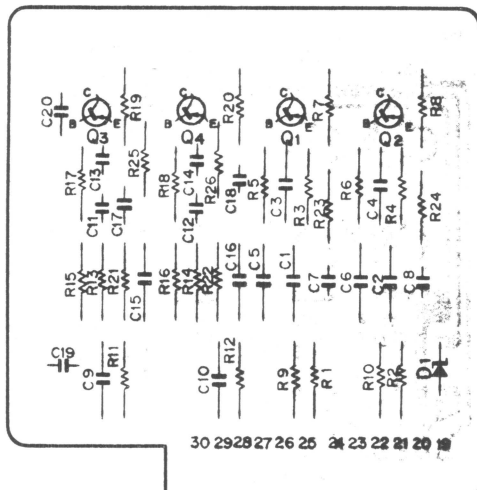 C C C C
C20 R19 R20 R7 R8
B E B E B E B E
Q3 Q4 Q1 Q2
R17 C13 R25 R18 C14 R26 C18 R5 C3 R3 R23 R6 C4 R4 R24
C11 C17 C12
R15 R13 R21 C15 R16 R14 R22 C16 C5 C1 C7 C6 C2 C8
C19 C9 R11 C10 R12 R9 R1 R10 R2 D1
30 29 28 27 26 25 24 23 22 21 20 19